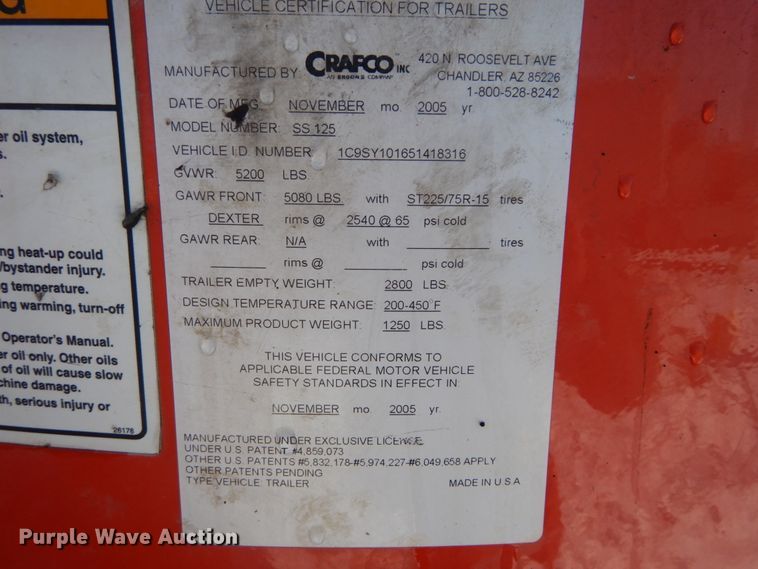 VEHICLE CERTIFICATION FOR TRAILERS
MANUFACTURED BY CRAFCO INC
AN ERGON COMPANY
420 N. ROOSEVELT AVE
CHANDLER, AZ 85226
1-800-528-8242
DATE OF MFG. NOVEMBER mo. 2005 yr.
MODEL NUMBER: SS 125
VEHICLE I.D. NUMBER: 1C9SY101651418316
GVWR: 5200 LBS.
GAWR FRONT: 5080 LBS. with ST225/75R-15 tires
DEXTER rims @ 2540 @ 65 psi cold
GAWR REAR: N/A with tires
rims @ psi cold
TRAILER EMPTY WEIGHT: 2800 LBS.
DESIGN TEMPERATURE RANGE: 200-450°F
MAXIMUM PRODUCT WEIGHT: 1250 LBS.
THIS VEHICLE CONFORMS TO
APPLICABLE FEDERAL MOTOR VEHICLE
SAFETY STANDARDS IN EFFECT IN:
NOVEMBER mo. 2005 yr.
MANUFACTURED UNDER EXCLUSIVE LICENSE
UNDER U.S. PATENT #4,859,073
OTHER U.S. PATENTS #5,832,178-#5,974,227-#6,049,658 APPLY
OTHER PATENTS PENDING
TYPE VEHICLE: TRAILER
MADE IN U.S.A.
er oil system,
s.
ng heat-up could
/bystander injury.
g temperature.
ing warming, turn-off
Operator's Manual.
er oil only. Other oils
of oil will cause slow
chine damage.
th, serious injury or
26176
Purple Wave Auction